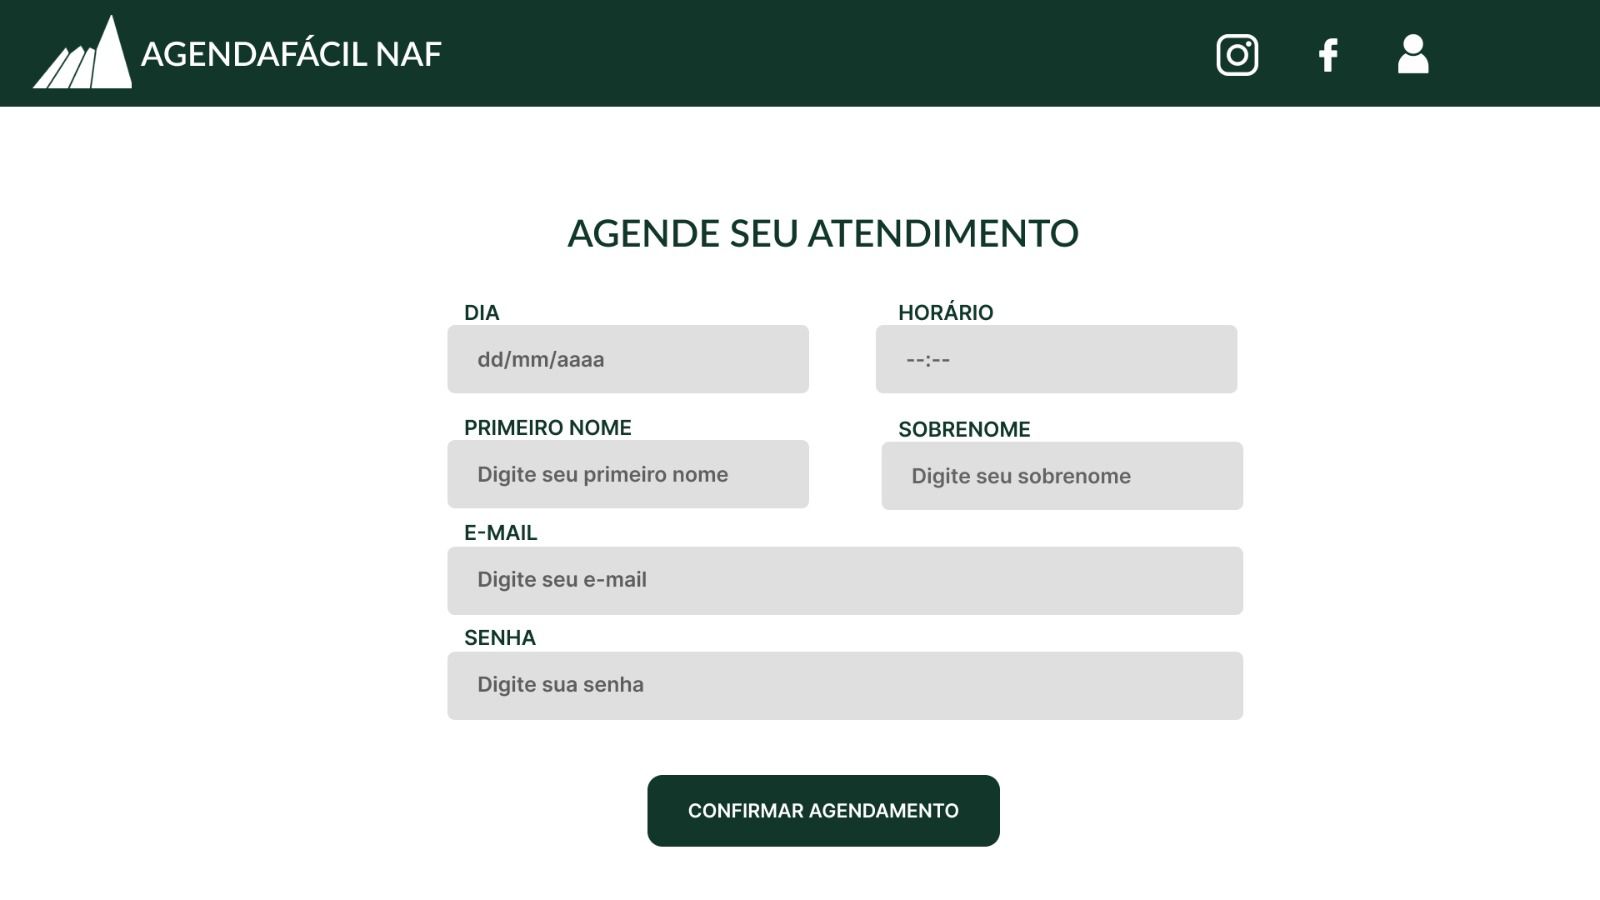 AGENDAFÁCIL NAF
AGENDE SEU ATENDIMENTO
DIA
HORÁRIO
dd/mm/aaaa
--:--
PRIMEIRO NOME
SOBRENOME
Digite seu primeiro nome
Digite seu sobrenome
E-MAIL
Digite seu e-mail
SENHA
Digite sua senha
CONFIRMAR AGENDAMENTO